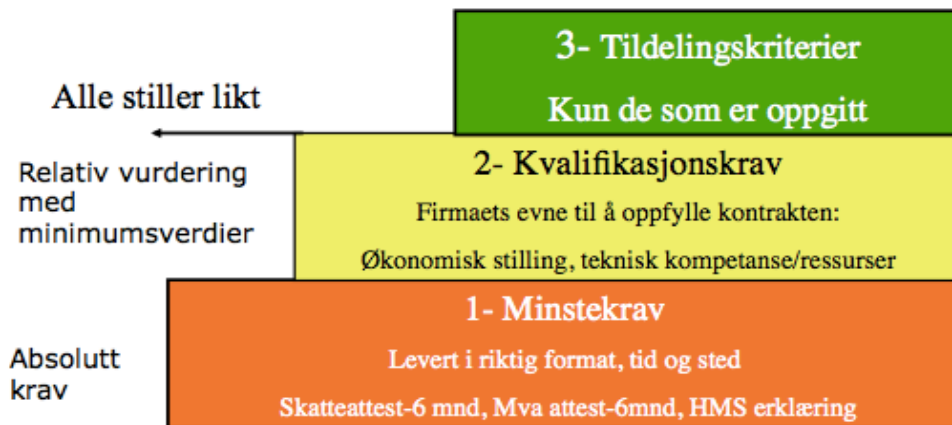 3- Tildelingskriterier
Kun de som er oppgitt
Alle stiller likt
Relativ vurdering
med
minimumsverdier
2- Kvalifikasjonskrav
Firmaets evne til å oppfylle kontrakten:
Økonomisk stilling, teknisk kompetanse/ressurser
Absolutt
krav
1- Minstekrav
Levert i riktig format, tid og sted
Skatteattest-6 mnd, Mva attest-6mnd, HMS erklæring